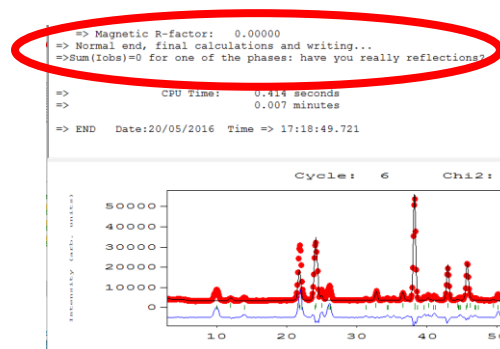 => Magnetic R-factor: 0.00000
=> Normal end, final calculations and writing...
=>Sum(Iobs)=0 for one of the phases: have you really reflections?
=> CPU Time: 0.414 seconds
=> 0.007 minutes
=> END Date:20/05/2016 Time => 17:18:49.721
Cycle: 6 Chi2:
Intensity (arb. units)
50000
40000
30000
20000
10000
0
10 20 30 40